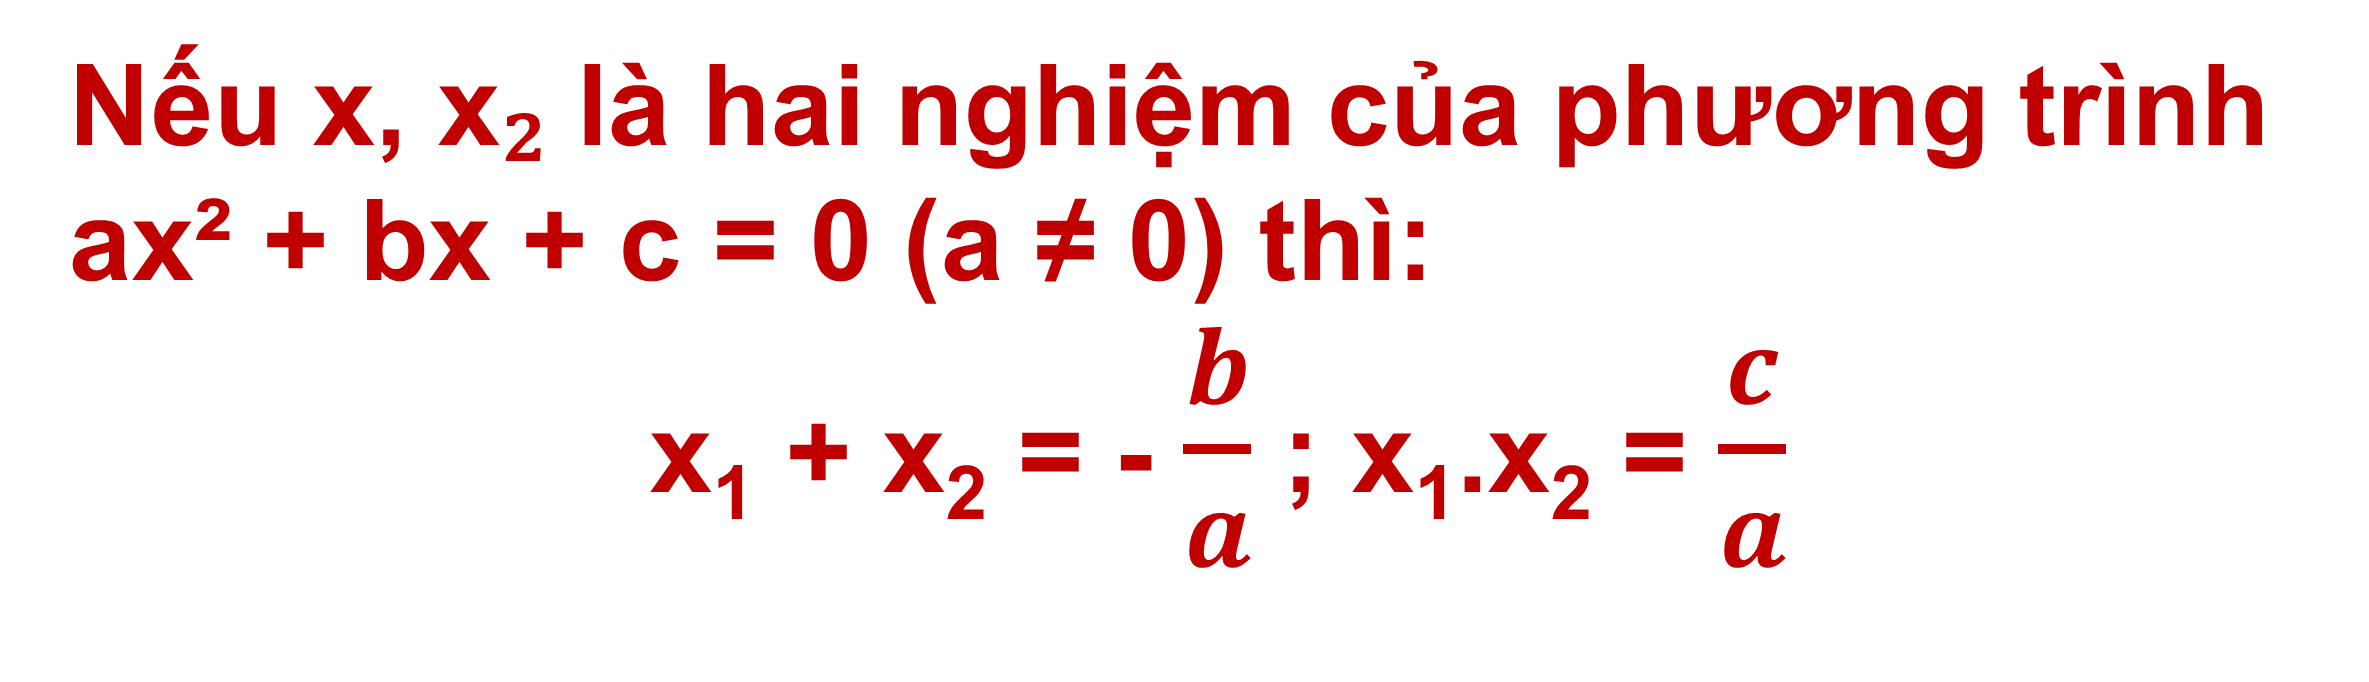 Nếu x, x₂ là hai nghiệm của phương trình
ax² + bx + c = 0 (a ≠ 0) thì:
x₁ + x₂ = - b/a ; x₁.x₂ = c/a